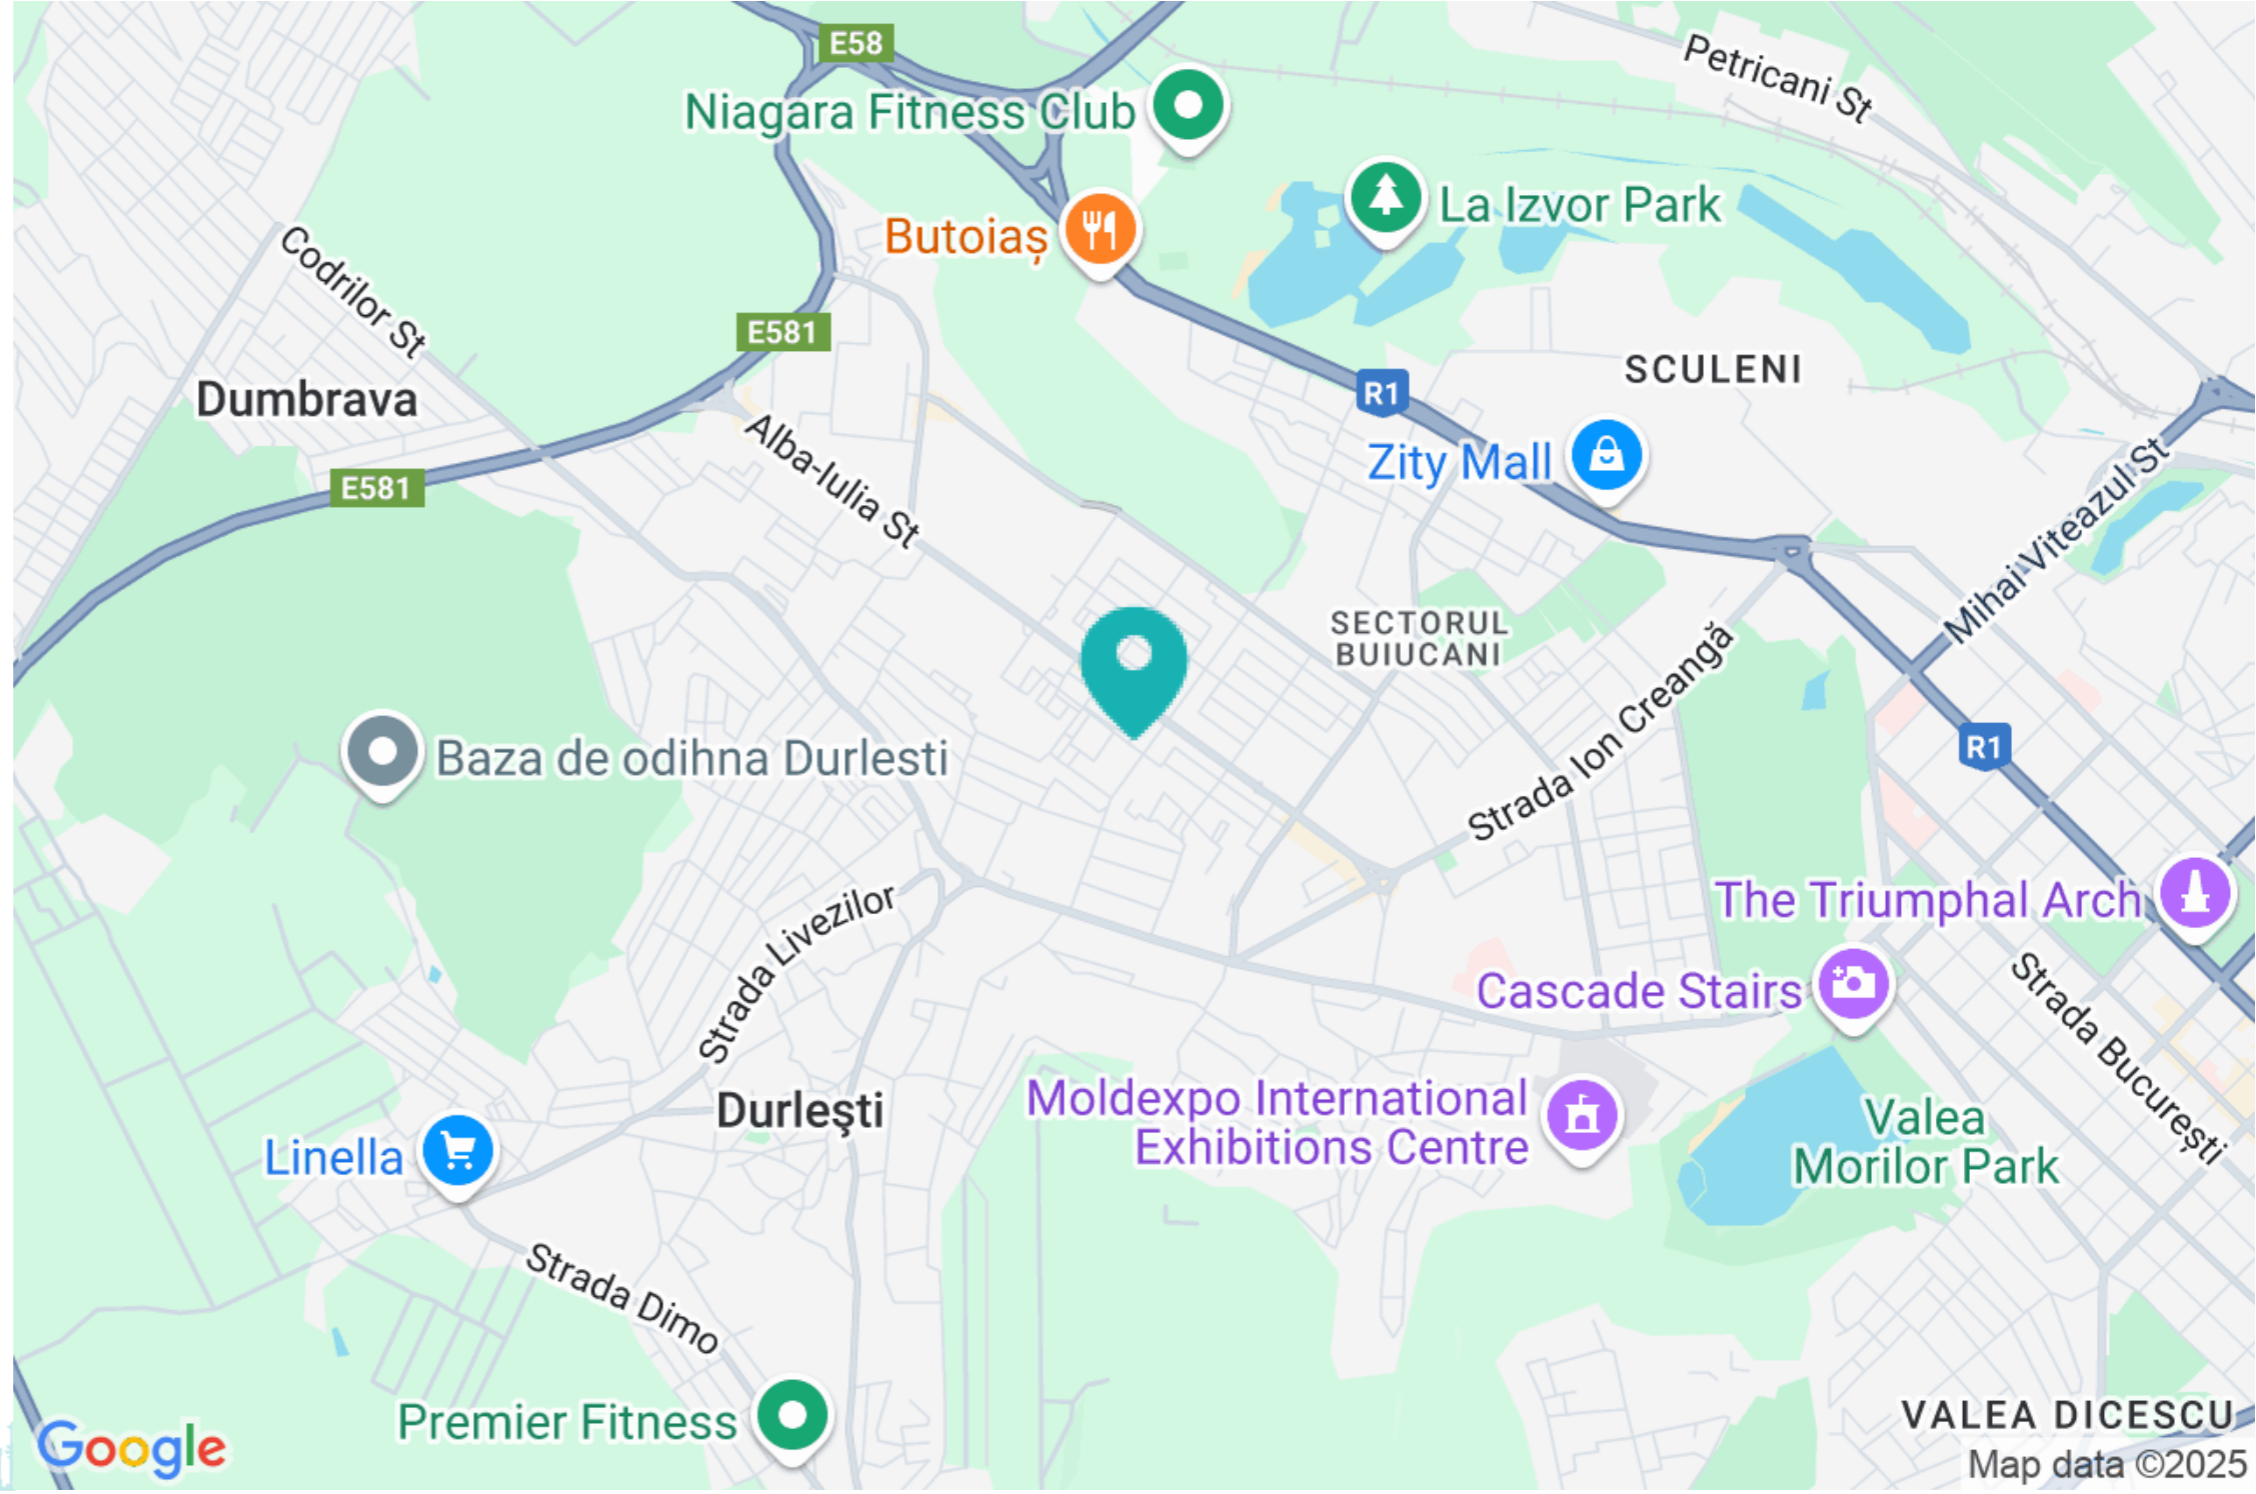 E58
Petricani St
Niagara Fitness Club
La Izvor Park
Butoiaș
Codrilor St
E581
SCULENI
Dumbrava
R1
Alba-Iulia St
Zity Mall
E581
Mihai Viteazul St
SECTORUL
BUIUCANI
Strada Ion Creangă
R1
Baza de odihna Durlesti
The Triumphal Arch
Strada Livezilor
Cascade Stairs
Strada București
Durleşti
Moldexpo International
Exhibitions Centre
Valea
Morilor Park
Linella
Strada Dimo
Premier Fitness
VALEA DICESCU
Google
Map data ©2025